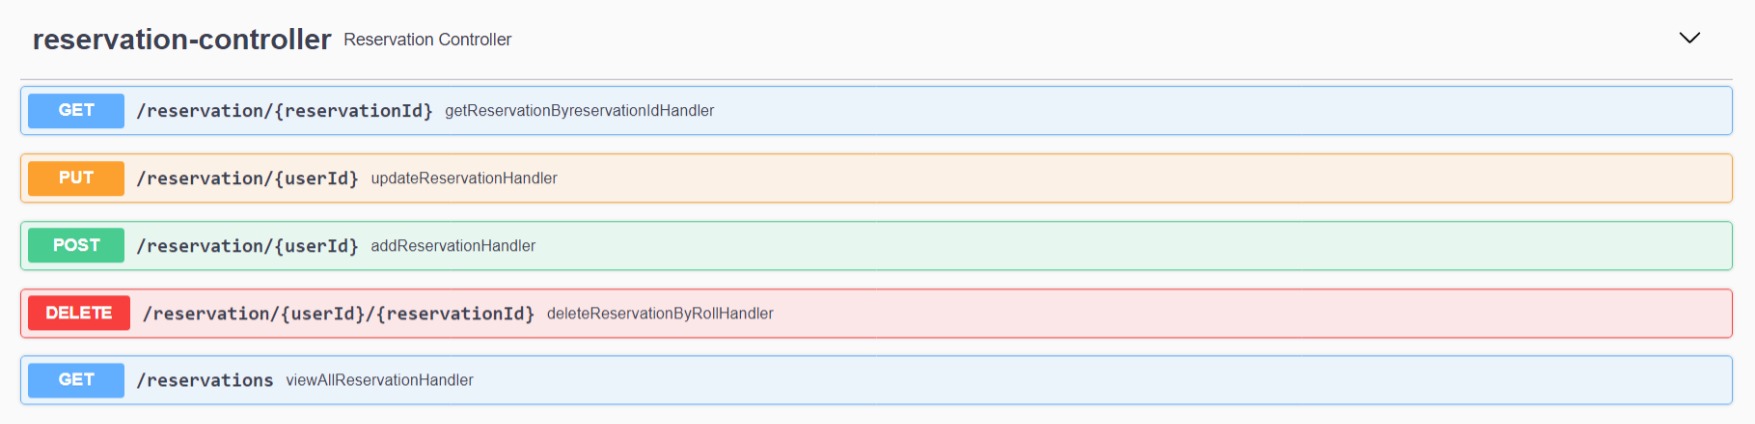 reservation-controller Reservation Controller
GET /reservation/{reservationId} getReservationByreservationIdHandler
PUT /reservation/{userId} updateReservationHandler
POST /reservation/{userId} addReservationHandler
DELETE /reservation/{userId}/{reservationId} deleteReservationByRollHandler
GET /reservations viewAllReservationHandler